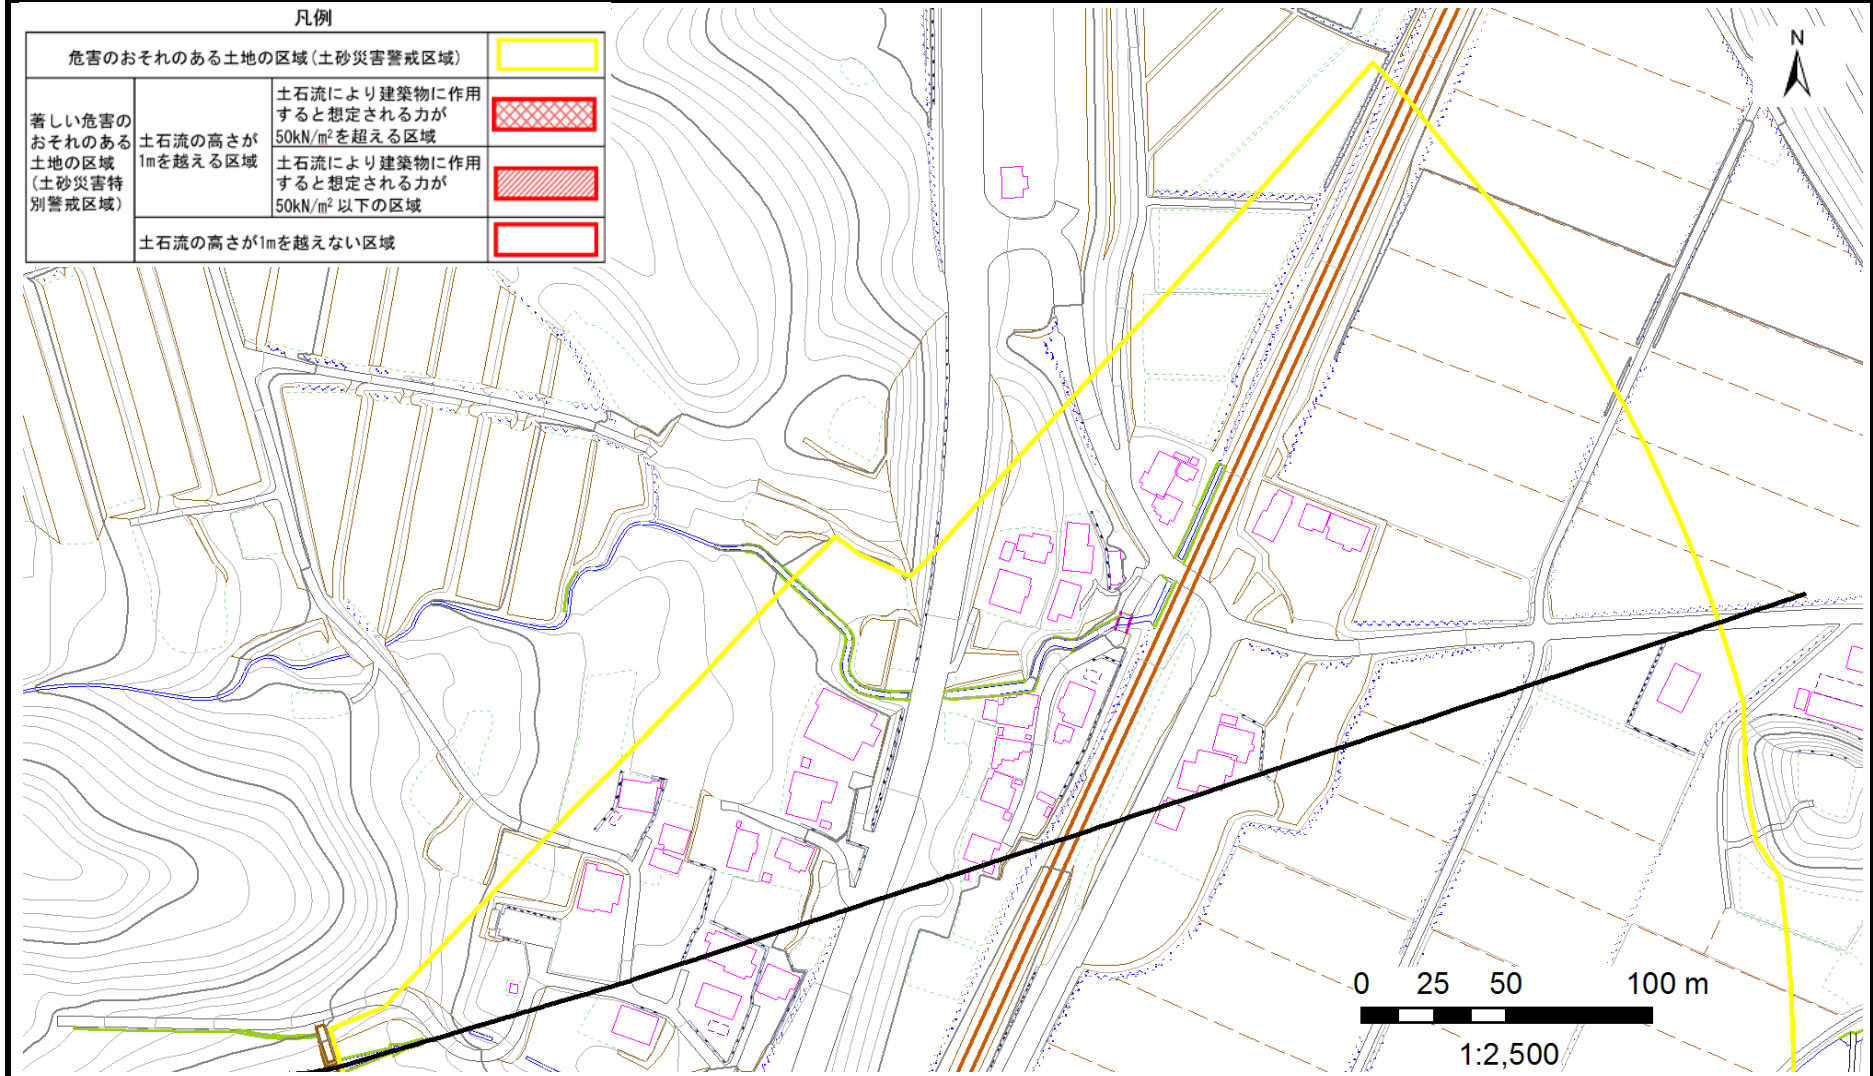 凡例
危害のおそれのある土地の区域(土砂災害警戒区域)
著しい危害の
おそれのある
土地の区域
(土砂災害特
別警戒区域)
土石流の高さが
1mを越える区域
土石流により建築物に作用
すると想定される力が
50kN/㎡を超える区域
土石流により建築物に作用
すると想定される力が
50kN/㎡以下の区域
土石流の高さが1mを越えない区域
N
0 25 50 100 m
1:2,500